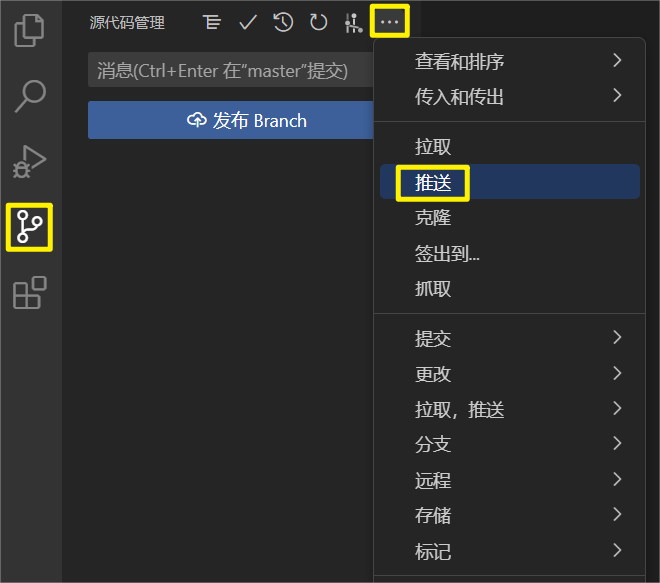 源代码管理
消息(Ctrl+Enter 在“master”提交)
发布 Branch
查看和排序
传入和传出
拉取
推送
克隆
签出到...
抓取
提交
更改
拉取，推送
分支
远程
存储
标记